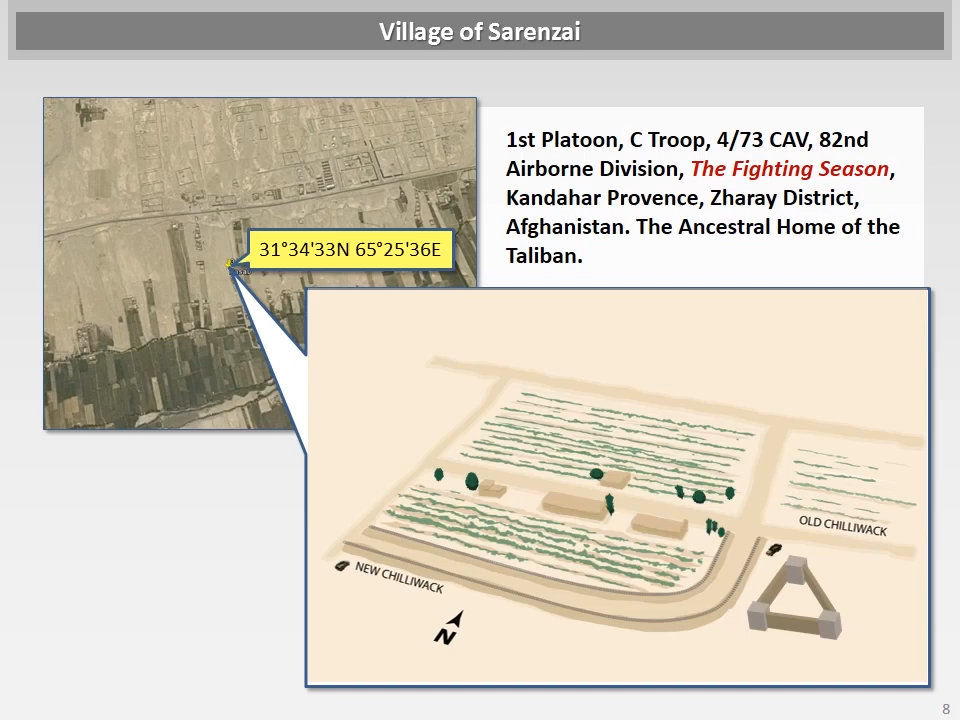 Village of Sarenzai
1st Platoon, C Troop, 4/73 CAV, 82nd
Airborne Division, The Fighting Season,
Kandahar Provence, Zharay District,
Afghanistan. The Ancestral Home of the
Taliban.
31°34'33N 65°25'36E
OLD CHILLIWACK
NEW CHILLIWACK
N
8